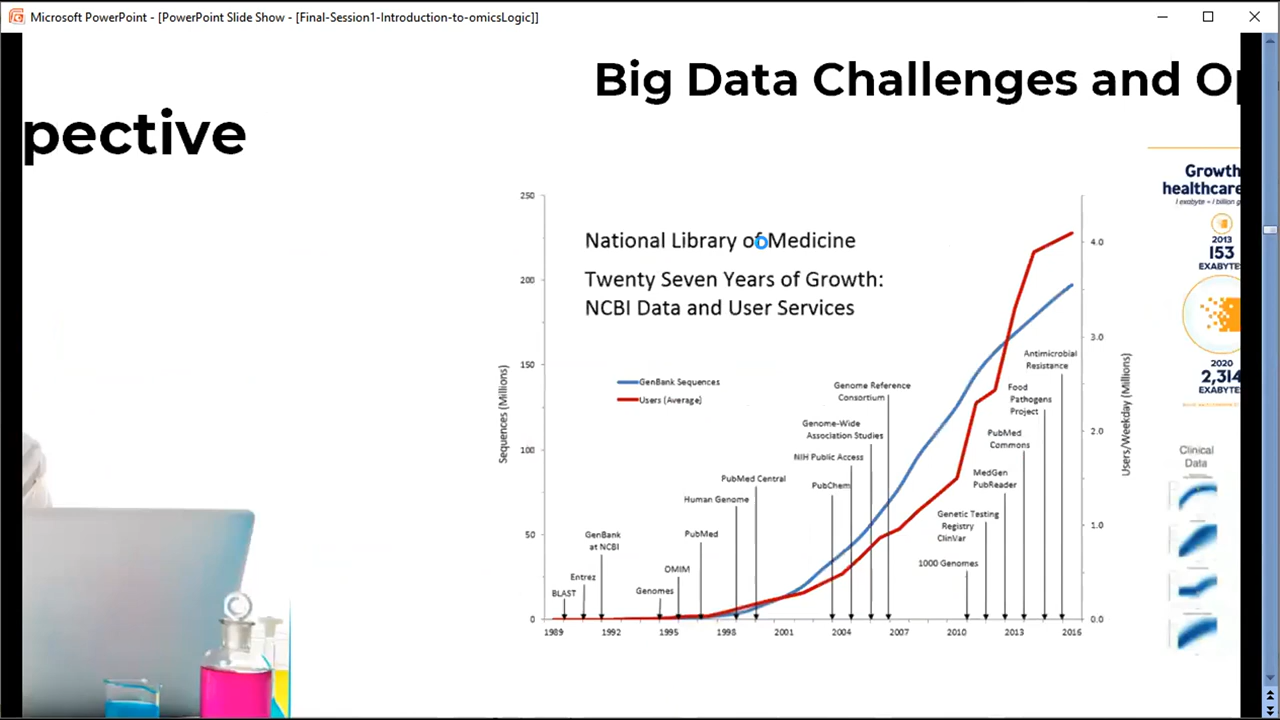 Microsoft PowerPoint - [PowerPoint Slide Show - [Final-Session1-Introduction-to-omicsLogic]]
Big Data Challenges and Op
pective
National Library of Medicine
Twenty Seven Years of Growth:
NCBI Data and User Services
250
200
150
100
50
0
Sequences (Millions)
GenBank Sequences
Users (Average)
BLAST
Entrez
GenBank
at NCBI
Genomes
OMIM
PubMed
Human Genome
PubMed Central
PubChem
NIH Public Access
Genome-Wide
Association Studies
Genome Reference
Consortium
1000 Genomes
Genetic Testing
Registry
ClinVar
MedGen
PubReader
PubMed
Commons
Food
Pathogens
Project
Antimicrobial
Resistance
4.0
3.0
2.0
1.0
0.0
Users/Weekday (Millions)
1989 1992 1995 1998 2001 2004 2007 2010 2013 2016
Growth
healthcare
1 exabyte = 1 billion g
2013
153
EXABYTES
2020
2,314
EXABYTES
Clinical
Data